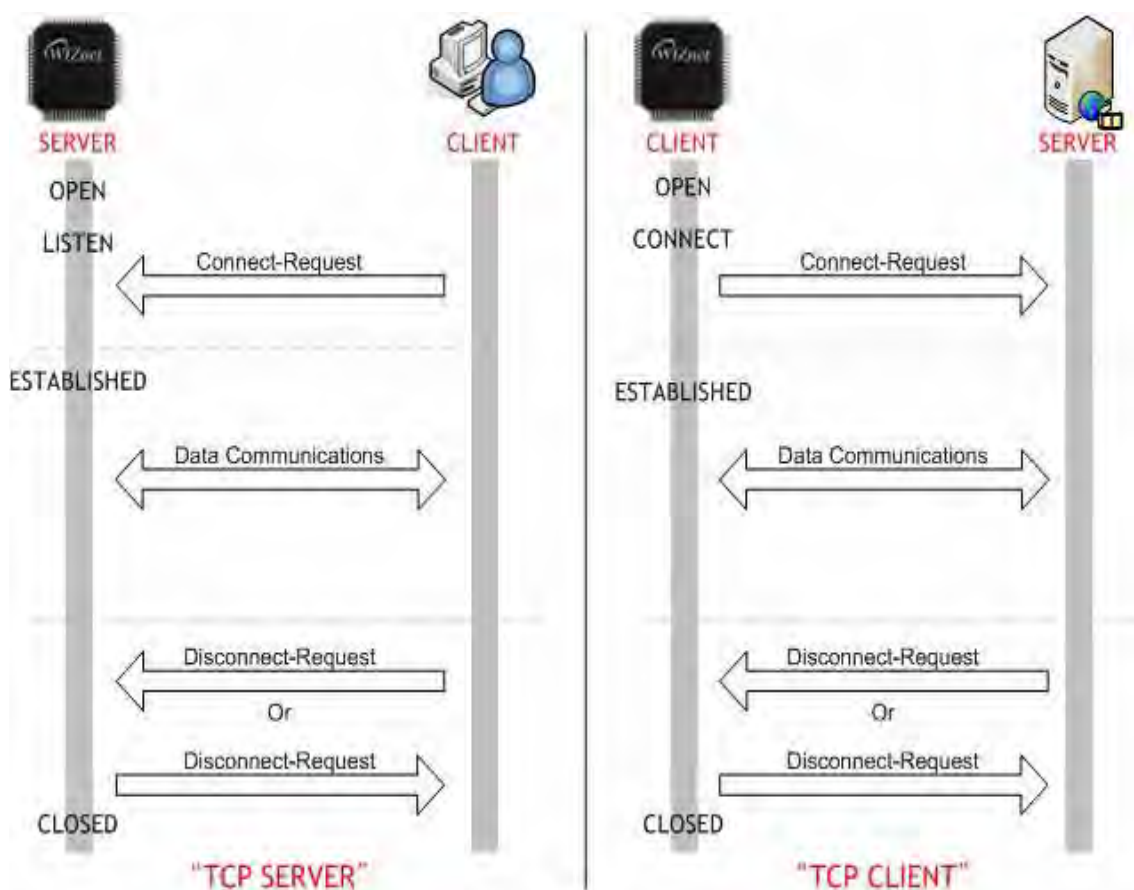 WIZnet
SERVER
CLIENT
OPEN
LISTEN
Connect-Request
ESTABLISHED
Data Communications
Disconnect-Request
Or
Disconnect-Request
CLOSED
"TCP SERVER"
WIZnet
CLIENT
SERVER
OPEN
CONNECT
Connect-Request
ESTABLISHED
Data Communications
Disconnect-Request
Or
Disconnect-Request
CLOSED
"TCP CLIENT"